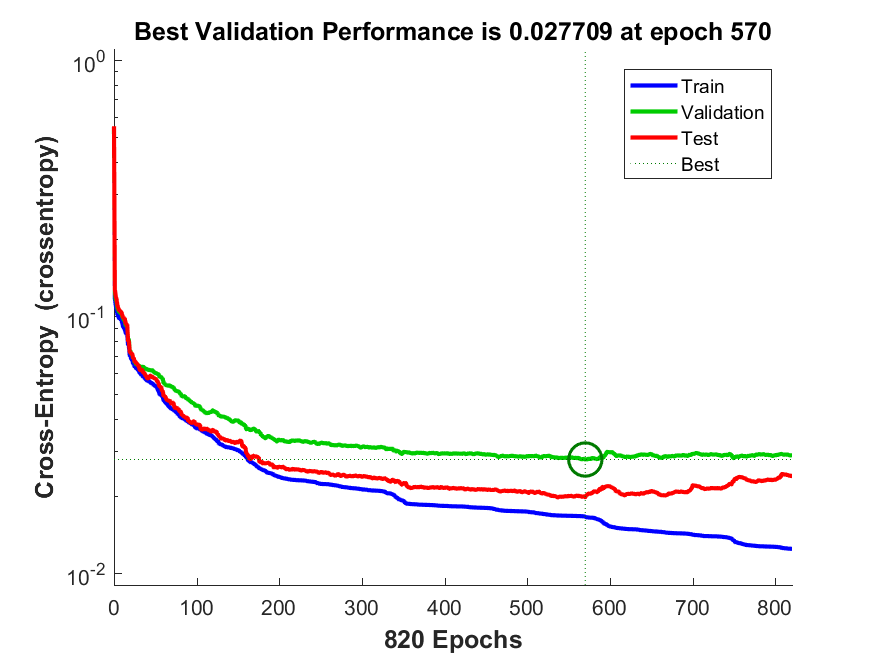 Best Validation Performance is 0.027709 at epoch 570
Cross-Entropy (crossentropy)
10^0
10^-1
10^-2
Train
Validation
Test
Best
0 100 200 300 400 500 600 700 800
820 Epochs